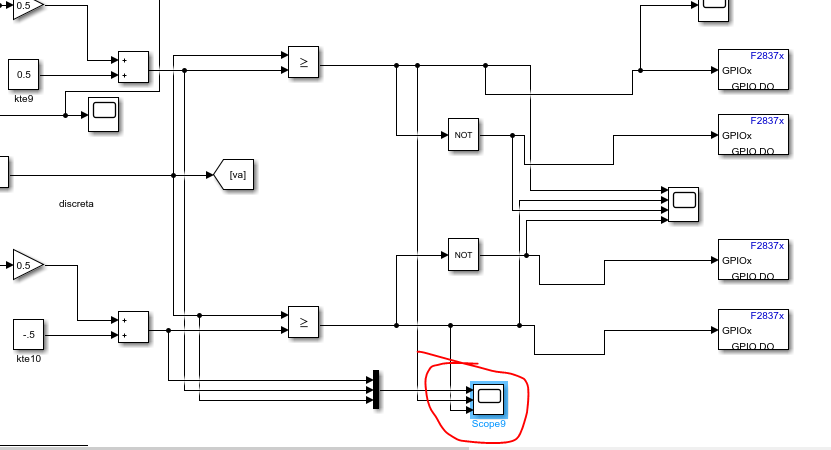 0.5
F2837x
≥
GPIOx
0.5
+
+
GPIO DO
kte9
F2837x
NOT
GPIOx
GPIO DO
[va]
discreta
F2837x
NOT
GPIOx
0.5
GPIO DO
+
≥
F2837x
-.5
+
GPIOx
GPIO DO
kte10
Scope9